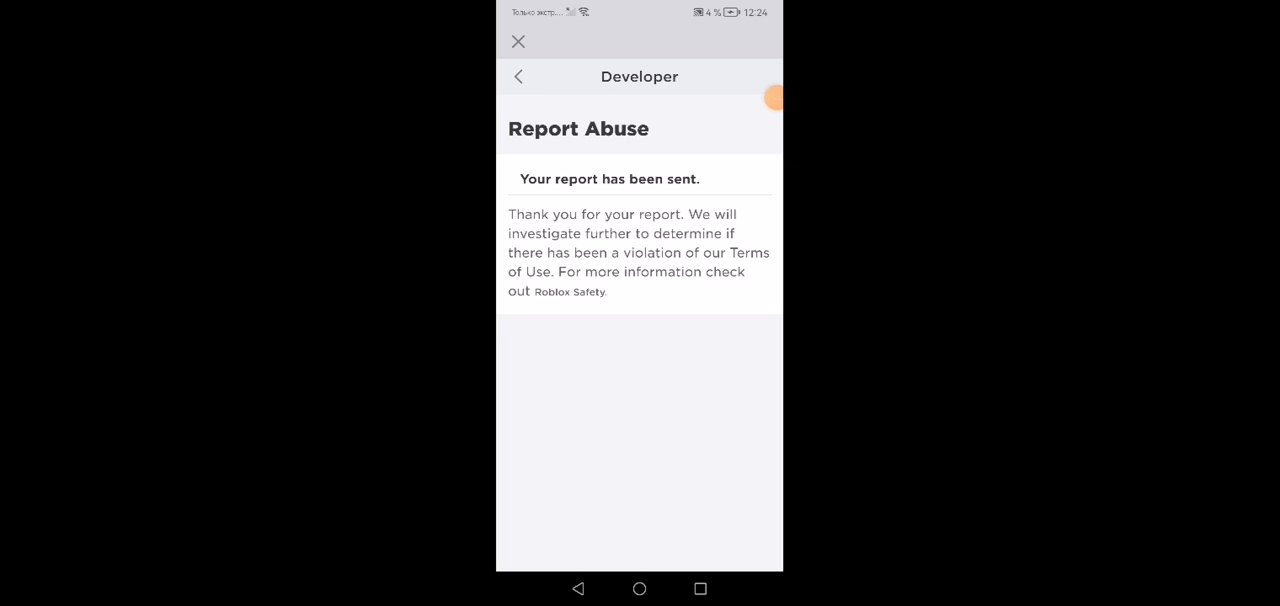 Только экстр...
4 %
12:24
Developer
Report Abuse
Your report has been sent.
Thank you for your report. We will
investigate further to determine if
there has been a violation of our Terms
of Use. For more information check
out Roblox Safety.